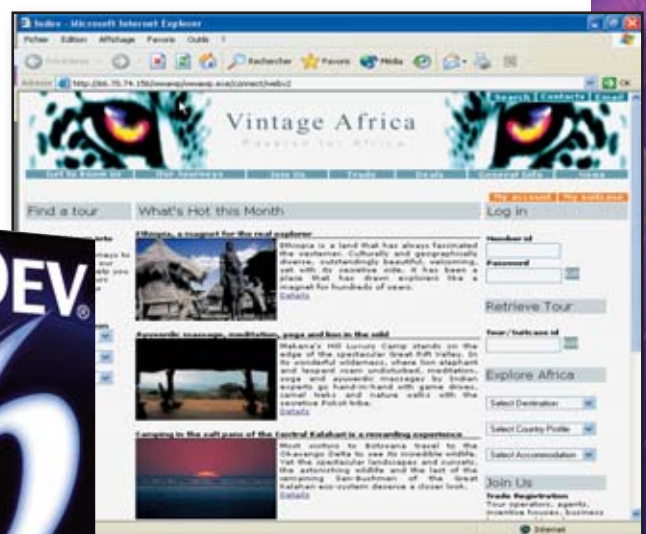 Index - Microsoft Internet Explorer
Fichier Edition Affichage Favoris Outils ?
Rechercher Favoris Média
Adresse OK
Search | Contacts | Email
Vintage Africa
Powered for Africa
Get to know us Our Journeys Join Us Trade Deals General Info News
My account | My suitcase
Find a tour
What's Hot this Month
Log in
Ethiopia, a magnet for the real explorer
Ethiopia is a land that has always fascinated
the westerner. Culturally and geographically
diverse, outstandingly beautiful, welcoming,
yet with its secretive side, it has been a
place that has drawn explorers like a
magnet for hundreds of years.
Details
Member id
Password
Retrieve Tour
Tour/Suitcase id
Ayuverdic massage, meditation, yoga and lion in the wild
Makena's Hill Luxury Camp stands on the
edge of the spectacular Great Rift Valley. In
its wonderful wilderness, where lion elephant
and leopard roam undisturbed, meditation,
yoga and ayuverdic massages by Indian
experts go hand-in-hand with game drives,
camel treks and nature walks with the
secretive Pokot tribe.
Details
Explore Africa
Select Destination
Select Country Profile
Select Accommodation
Camping in the salt pans of the Central Kalahari is a rewarding experience
Most visitors to Botswana travel to the
Okavango Delta to see its incredible wildlife.
Yet the spectacular landscapes and sunsets,
the astonishing wildlife and the last of the
remaining San-Bushman of the Great
Kalahari eco-system deserve a closer look.
Details
Join Us
Trade Registration
Tour operators, agents,
incentive houses, business
Internet
DEV®